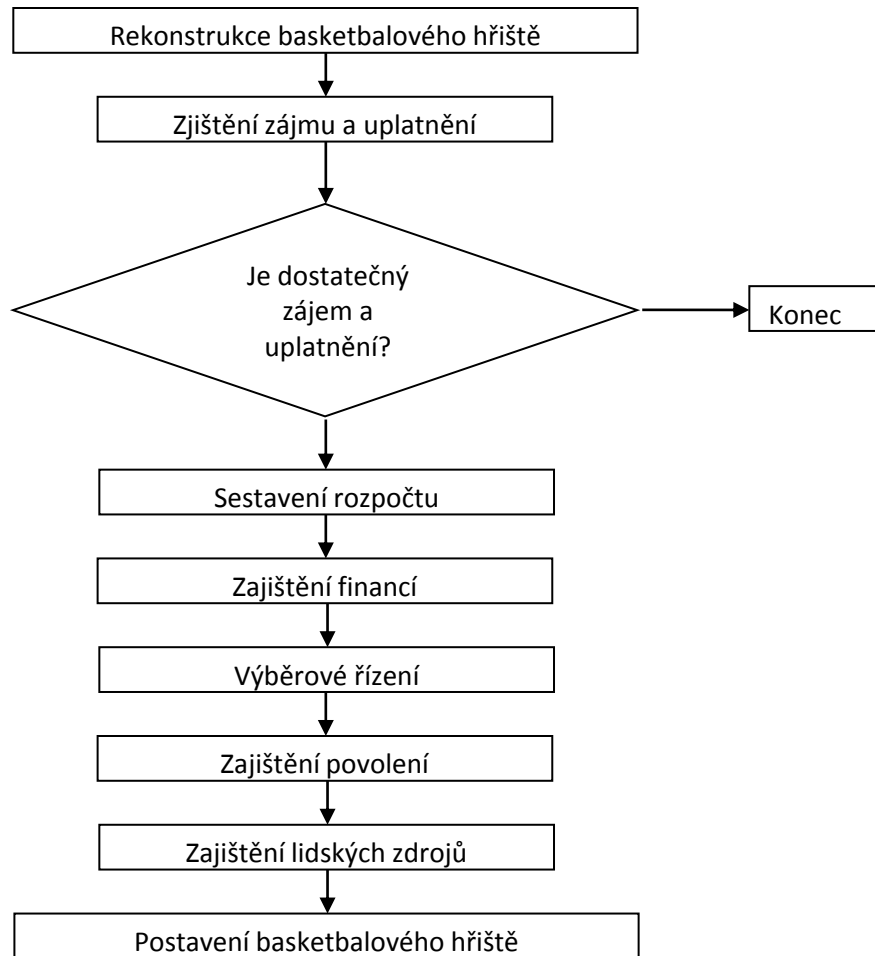 Rekonstrukce basketbalového hřiště
Zjištění zájmu a uplatnění
Je dostatečný
zájem a
uplatnění?
Konec
Sestavení rozpočtu
Zajištění financí
Výběrové řízení
Zajištění povolení
Zajištění lidských zdrojů
Postavení basketbalového hřiště